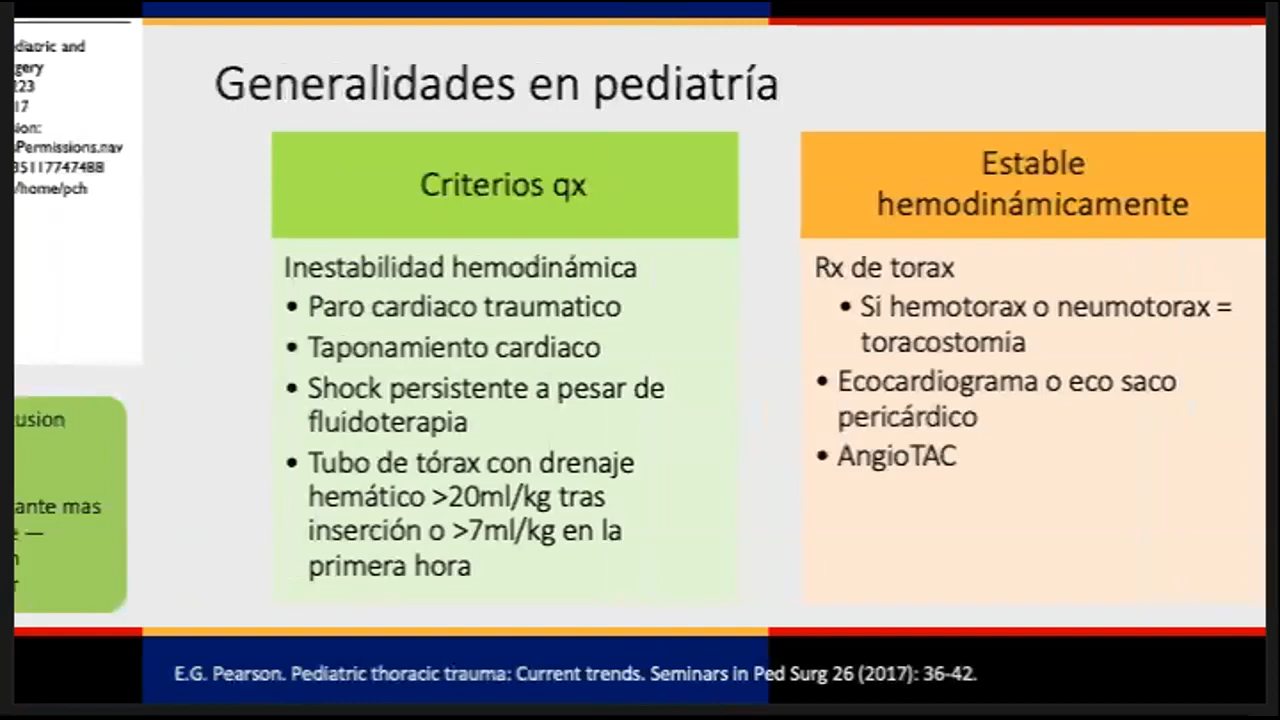 diatric and
gery
223
17
sion:
Permissions.nav
35117747488
/home/pch
usion
ante mas
Generalidades en pediatría
Criterios qx
Inestabilidad hemodinámica
• Paro cardiaco traumatico
• Taponamiento cardiaco
• Shock persistente a pesar de
fluidoterapia
• Tubo de tórax con drenaje
hemático >20ml/kg tras
inserción o >7ml/kg en la
primera hora
Estable
hemodinámicamente
Rx de torax
• Si hemotorax o neumotorax =
toracostomia
• Ecocardiograma o eco saco
pericárdico
• AngioTAC
E.G. Pearson. Pediatric thoracic trauma: Current trends. Seminars in Ped Surg 26 (2017): 36-42.